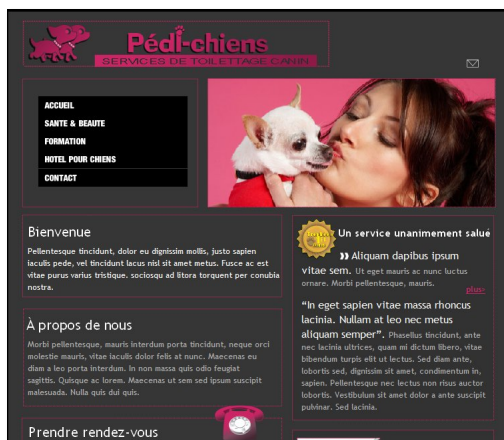 Pédi-chiens
SERVICES DE TOILETTAGE CANIN
ACCUEIL
SANTE & BEAUTE
FORMATION
HOTEL POUR CHIENS
CONTACT
Bienvenue
Pellentesque tincidunt, dolor eu dignissim mollis, justo sapien
iaculis pede, vel tincidunt lacus nisl sit amet metus. Fusce ac est
vitae purus varius tristique. sociosqu ad litora torquent per conubia
nostra.
À propos de nous
Morbi pellentesque, mauris interdum porta tincidunt, neque orci
molestie mauris, vitae iaculis dolor felis at nunc. Maecenas eu
diam a leo porta interdum. In non massa quis odio feugiat
sagittis. Quisque ac lorem. Maecenas ut sem sed ipsum suscipit
malesuada. Nulla quis dui quis.
Prendre rendez-vous
Un service unanimement salué
Aliquam dapibus ipsum
vitae sem. Ut eget mauris ac nunc luctus
ornare. Morbi pellentesque, mauris.
plus>
“In eget sapien vitae massa rhoncus
lacinia. Nullam at leo nec metus
aliquam semper”. Phasellus tincidunt, ante
nec lacinia ultrices, quam mi dictum libero, vitae
bibendum turpis elit ut lectus. Sed diam ante,
lobortis sed, dignissim sit amet, condimentum in,
sapien. Pellentesque nec lectus non risus auctor
lobortis. Vestibulum sit amet dolor a ante suscipit
pulvinar. Sed lacinia.